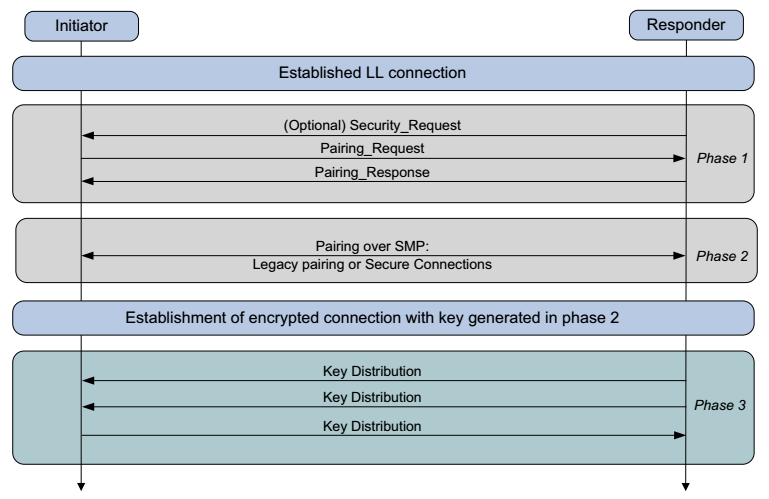 Initiator
Responder
Established LL connection
(Optional) Security_Request
Pairing_Request
Phase 1
Pairing_Response
Pairing over SMP:
Legacy pairing or Secure Connections
Phase 2
Establishment of encrypted connection with key generated in phase 2
Key Distribution
Key Distribution
Phase 3
Key Distribution